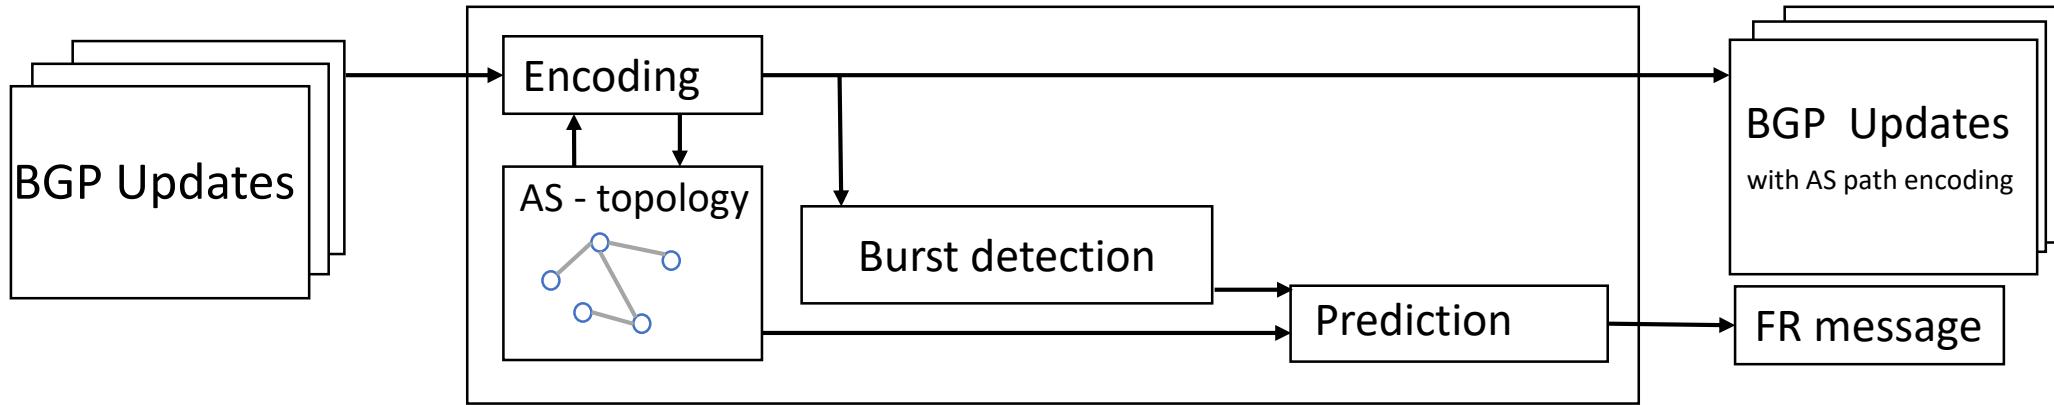 BGP Updates
Encoding
AS - topology
Burst detection
Prediction
BGP Updates
with AS path encoding
FR message